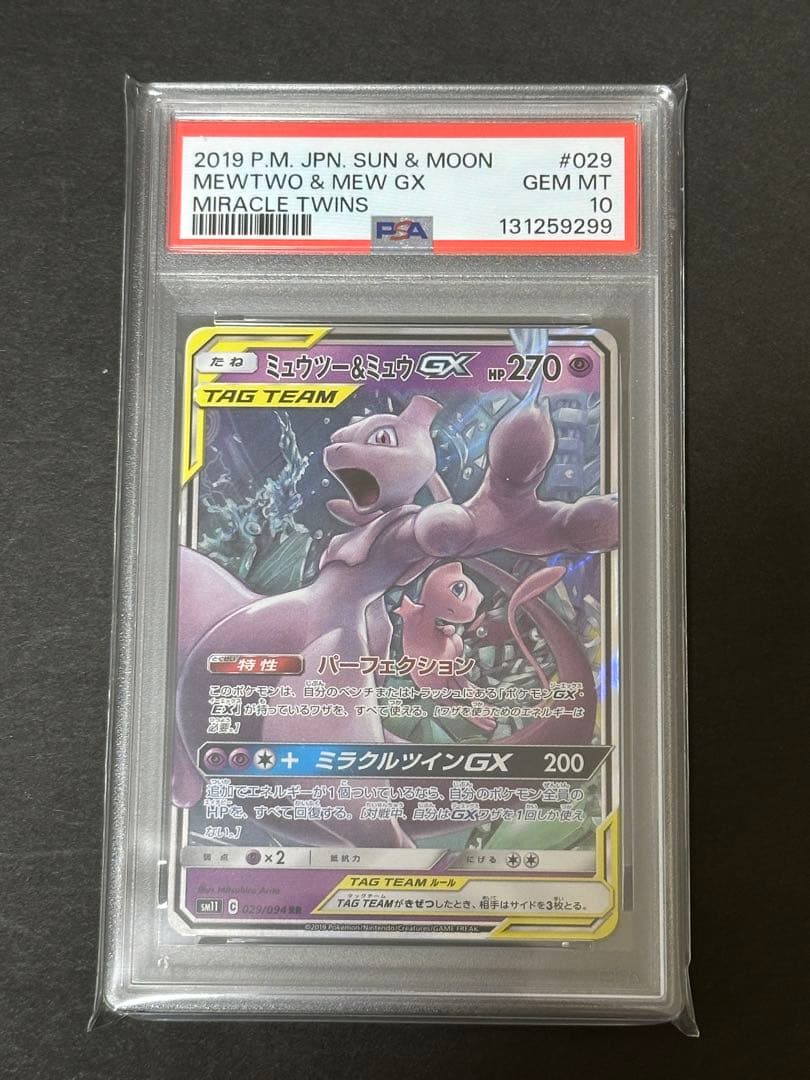 2019 P.M. JPN. SUN & MOON #029
MEWTWO & MEW GX GEM MT
MIRACLE TWINS 10
PSA 131259299
たね ミュウツー&ミュウGX HP270
TAG TEAM
とくせい
特性 パーフェクション
このポケモンは、自分のベンチまたはトラッシュにある「ポケモンGX・
EX」が持っているワザを、すべて使える。[ワザを使うためのエネルギーは
必要。]
+ ミラクルツインGX 200
追加でエネルギーが1個ついているなら、自分のポケモン全員の
HPを、すべて回復する。[対戦中、自分はGXワザを1回しか使え
ない。]
弱点 ×2 抵抗力 にげる
TAG TEAM ルール
TAG TEAMがきぜつしたとき、相手はサイドを3枚とる。
Illus. Mitsuhiro Arita
SM11 C 029/094 RR
©2019 Pokémon/Nintendo/Creatures/GAME FREAK.